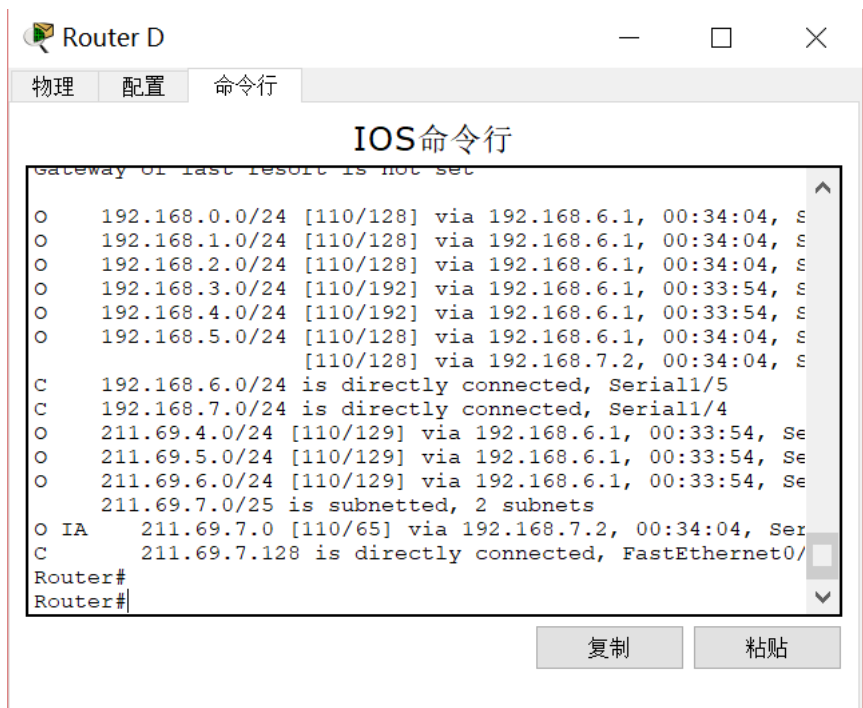 Router D
物理 配置 命令行
IOS命令行
Gateway of last resort is not set
O 192.168.0.0/24 [110/128] via 192.168.6.1, 00:34:04, S
O 192.168.1.0/24 [110/128] via 192.168.6.1, 00:34:04, S
O 192.168.2.0/24 [110/128] via 192.168.6.1, 00:34:04, S
O 192.168.3.0/24 [110/192] via 192.168.6.1, 00:33:54, S
O 192.168.4.0/24 [110/192] via 192.168.6.1, 00:33:54, S
O 192.168.5.0/24 [110/128] via 192.168.6.1, 00:34:04, S
[110/128] via 192.168.7.2, 00:34:04, S
C 192.168.6.0/24 is directly connected, Serial1/5
C 192.168.7.0/24 is directly connected, Serial1/4
O 211.69.4.0/24 [110/129] via 192.168.6.1, 00:33:54, Se
O 211.69.5.0/24 [110/129] via 192.168.6.1, 00:33:54, Se
O 211.69.6.0/24 [110/129] via 192.168.6.1, 00:33:54, Se
211.69.7.0/25 is subnetted, 2 subnets
O IA 211.69.7.0 [110/65] via 192.168.7.2, 00:34:04, Ser
C 211.69.7.128 is directly connected, FastEthernet0/
Router#
Router#
复制 粘贴